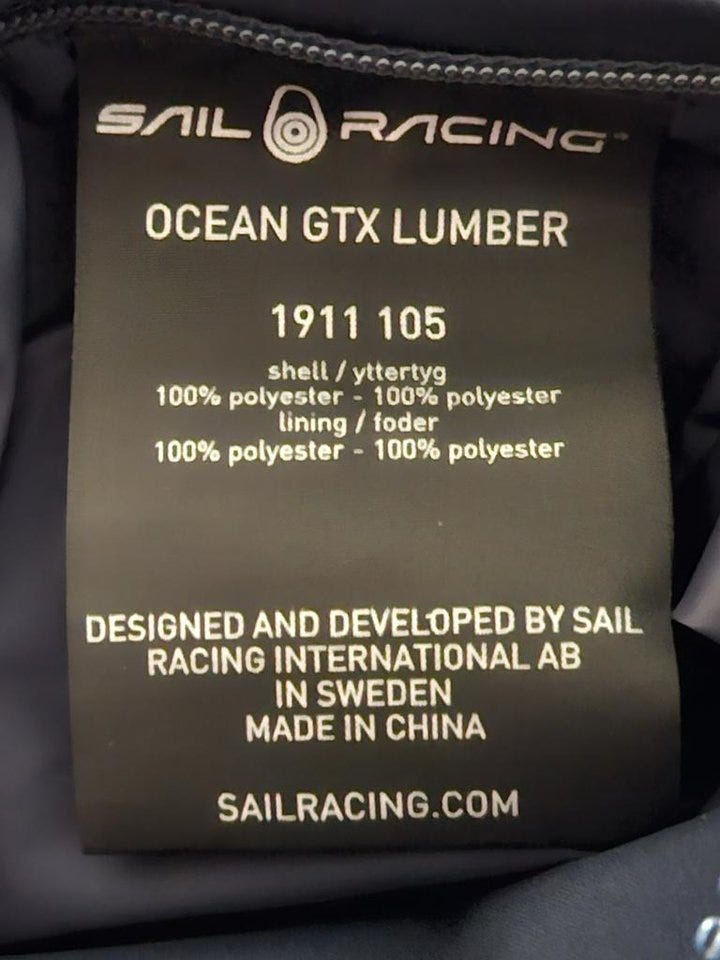 SAIL RACING™
OCEAN GTX LUMBER
1911 105
shell / yttertyg
100% polyester - 100% polyester
lining / foder
100% polyester - 100% polyester
DESIGNED AND DEVELOPED BY SAIL
RACING INTERNATIONAL AB
IN SWEDEN
MADE IN CHINA
SAILRACING.COM